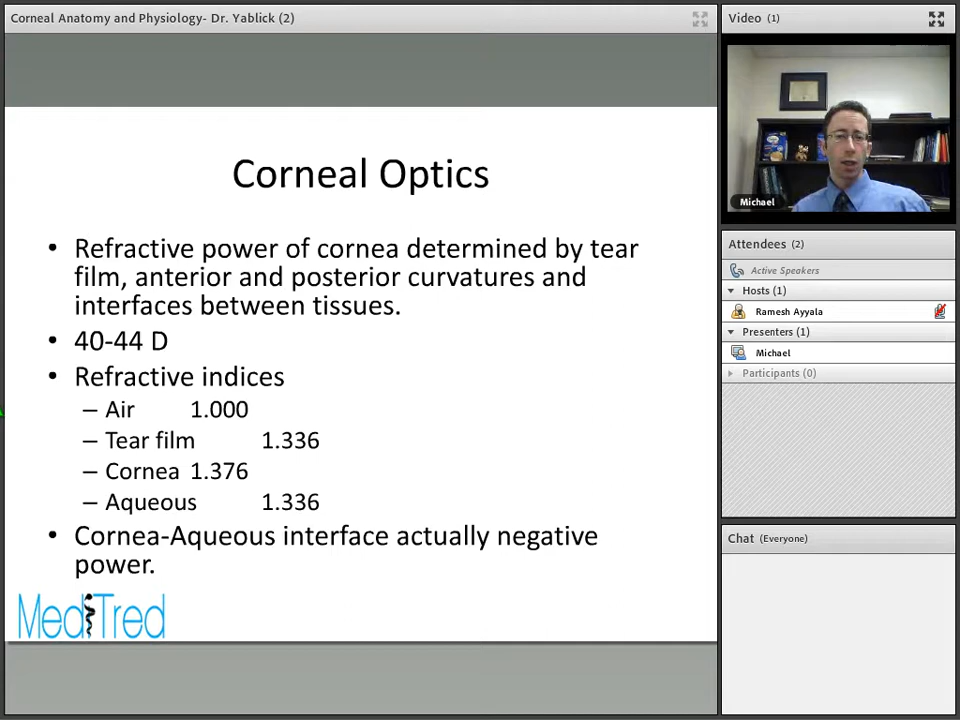 Corneal Anatomy and Physiology- Dr. Yablick (2)
Corneal Optics
• Refractive power of cornea determined by tear
film, anterior and posterior curvatures and
interfaces between tissues.
• 40-44 D
• Refractive indices
– Air 1.000
– Tear film 1.336
– Cornea 1.376
– Aqueous 1.336
• Cornea-Aqueous interface actually negative
power.
MediTred
Video (1)
Michael
Attendees (2)
Active Speakers
Hosts (1)
Ramesh Ayyala
Presenters (1)
Michael
Participants (0)
Chat (Everyone)